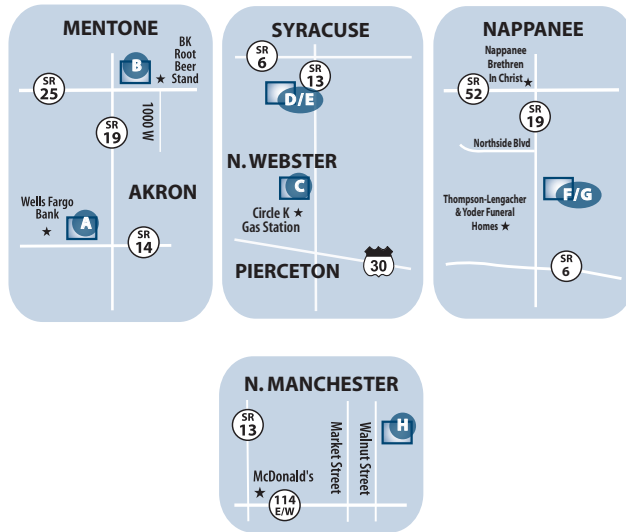 MENTONE
BK
Root
Beer
Stand
B
SR
25
1000 W
SR
19
AKRON
Wells Fargo
Bank
A
SR
14
SYRACUSE
SR
6
SR
13
D/E
N. WEBSTER
C
Circle K
Gas Station
30
PIERCETON
NAPPANEE
Nappanee
Brethren
In Christ
SR
52
SR
19
Northside Blvd
F/G
Thompson-Lengacher
& Yoder Funeral
Homes
SR
6
N. MANCHESTER
SR
13
Market Street
Walnut Street
H
McDonald's
114
E/W